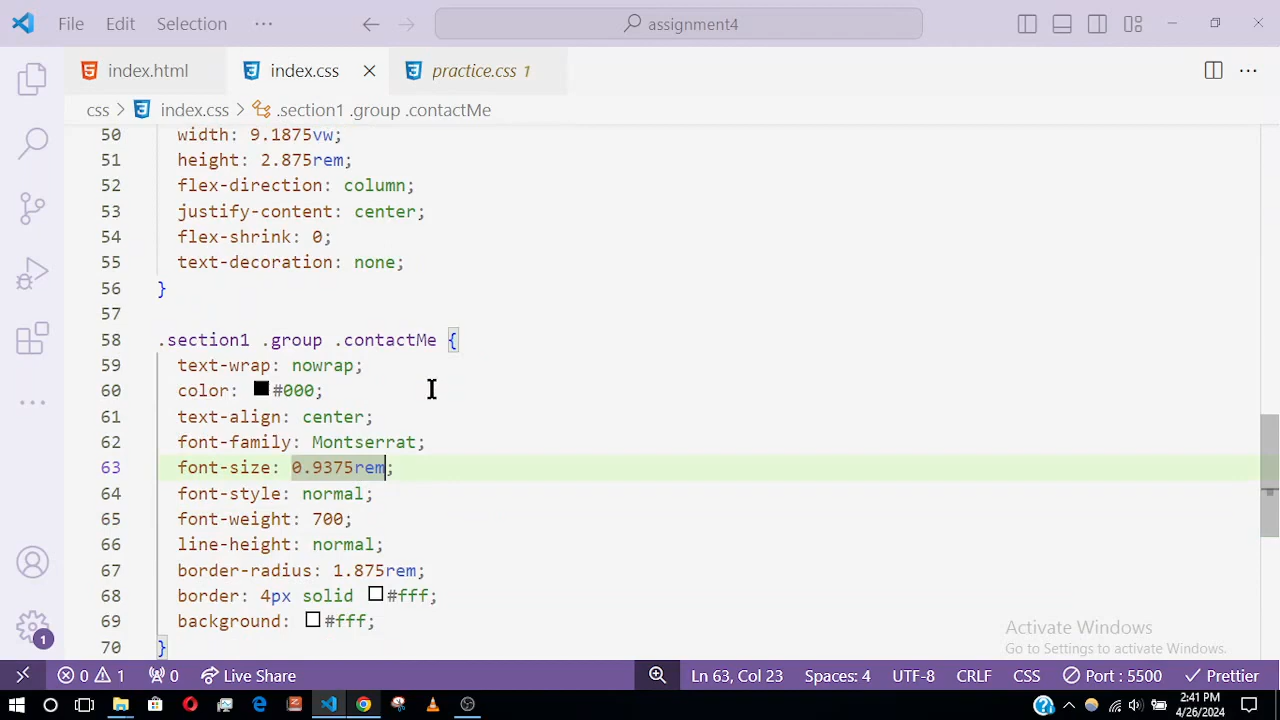 File Edit Selection ··· assignment4
index.html index.css practice.css 1
css > index.css > .section1 .group .contactMe
50 width: 9.1875vw;
51 height: 2.875rem;
52 flex-direction: column;
53 justify-content: center;
54 flex-shrink: 0;
55 text-decoration: none;
56 }
57
58 .section1 .group .contactMe {
59 text-wrap: nowrap;
60 color: #000;
61 text-align: center;
62 font-family: Montserrat;
63 font-size: 0.9375rem;
64 font-style: normal;
65 font-weight: 700;
66 line-height: normal;
67 border-radius: 1.875rem;
68 border: 4px solid #fff;
69 background: #fff;
70 }
Activate Windows
Go to Settings to activate Windows.
1
0 1 0 Live Share Ln 63, Col 23 Spaces: 4 UTF-8 CRLF CSS Port : 5500 Prettier
2:41 PM
4/26/2024